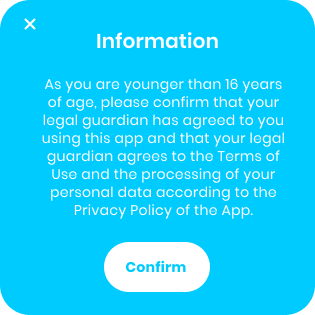 Information
As you are younger than 16 years
of age, please confirm that your
legal guardian has agreed to you
using this app and that your legal
guardian agrees to the Terms of
Use and the processing of your
personal data according to the
Privacy Policy of the App.
Confirm